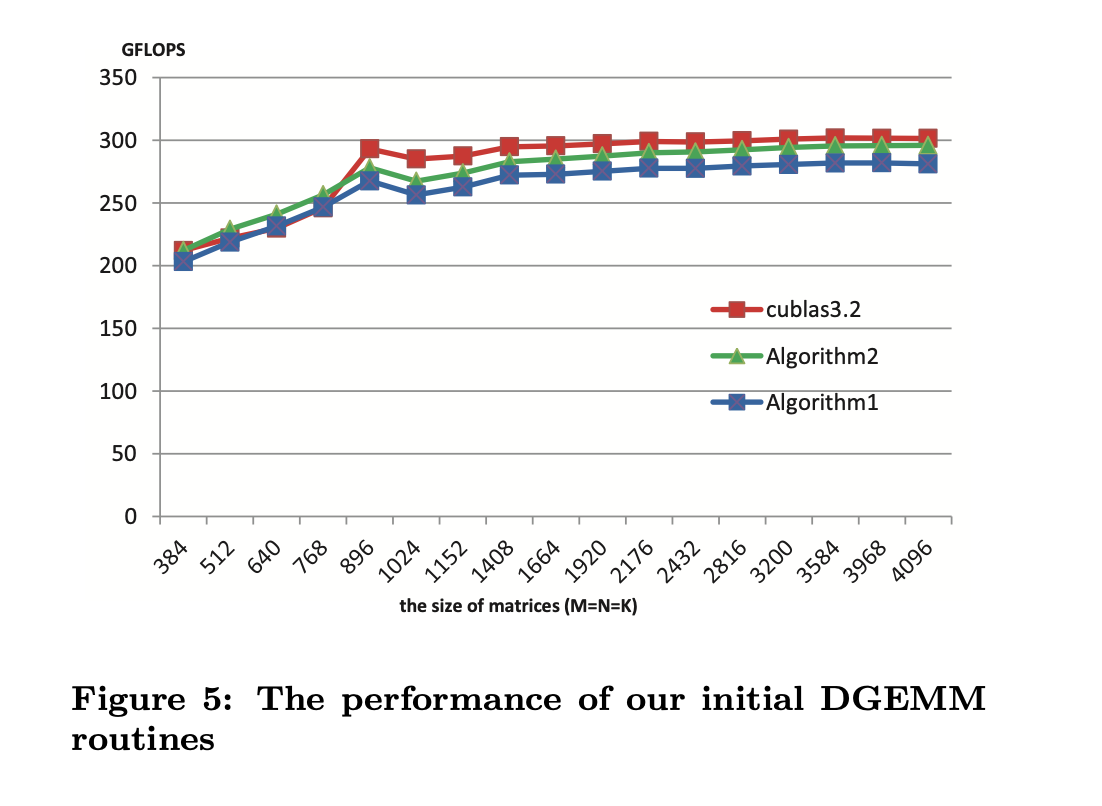 GFLOPS
350
300
250
200
150
100
50
0
cublas3.2
Algorithm2
Algorithm1
384 512 640 768 896 1024 1152 1408 1664 1920 2176 2432 2816 3200 3584 3968 4096
the size of matrices (M=N=K)
Figure 5: The performance of our initial DGEMM
routines